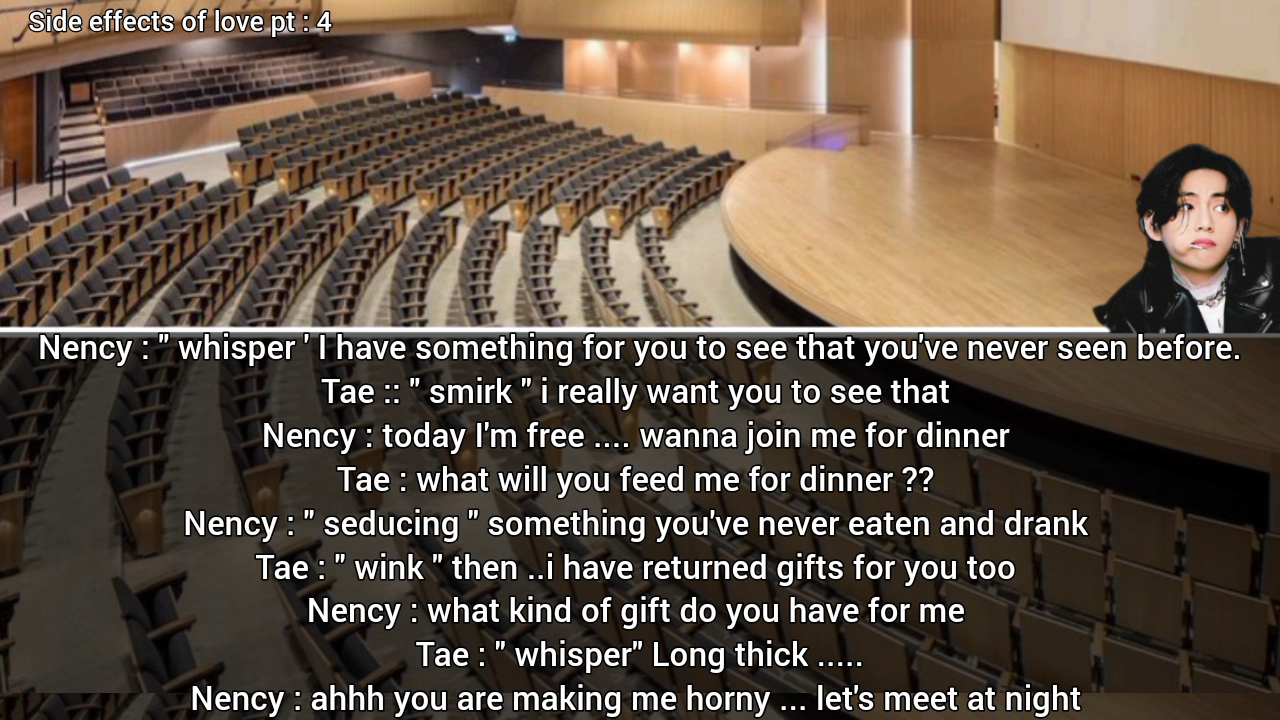 Side effects of love pt : 4
Nency : " whisper ' I have something for you to see that you've never seen before.
Tae :: " smirk " i really want you to see that
Nency : today I'm free .... wanna join me for dinner
Tae : what will you feed me for dinner ??
Nency : " seducing " something you've never eaten and drank
Tae : " wink " then ..i have returned gifts for you too
Nency : what kind of gift do you have for me
Tae : " whisper" Long thick .....
Nency : ahhh you are making me horny ... let's meet at night